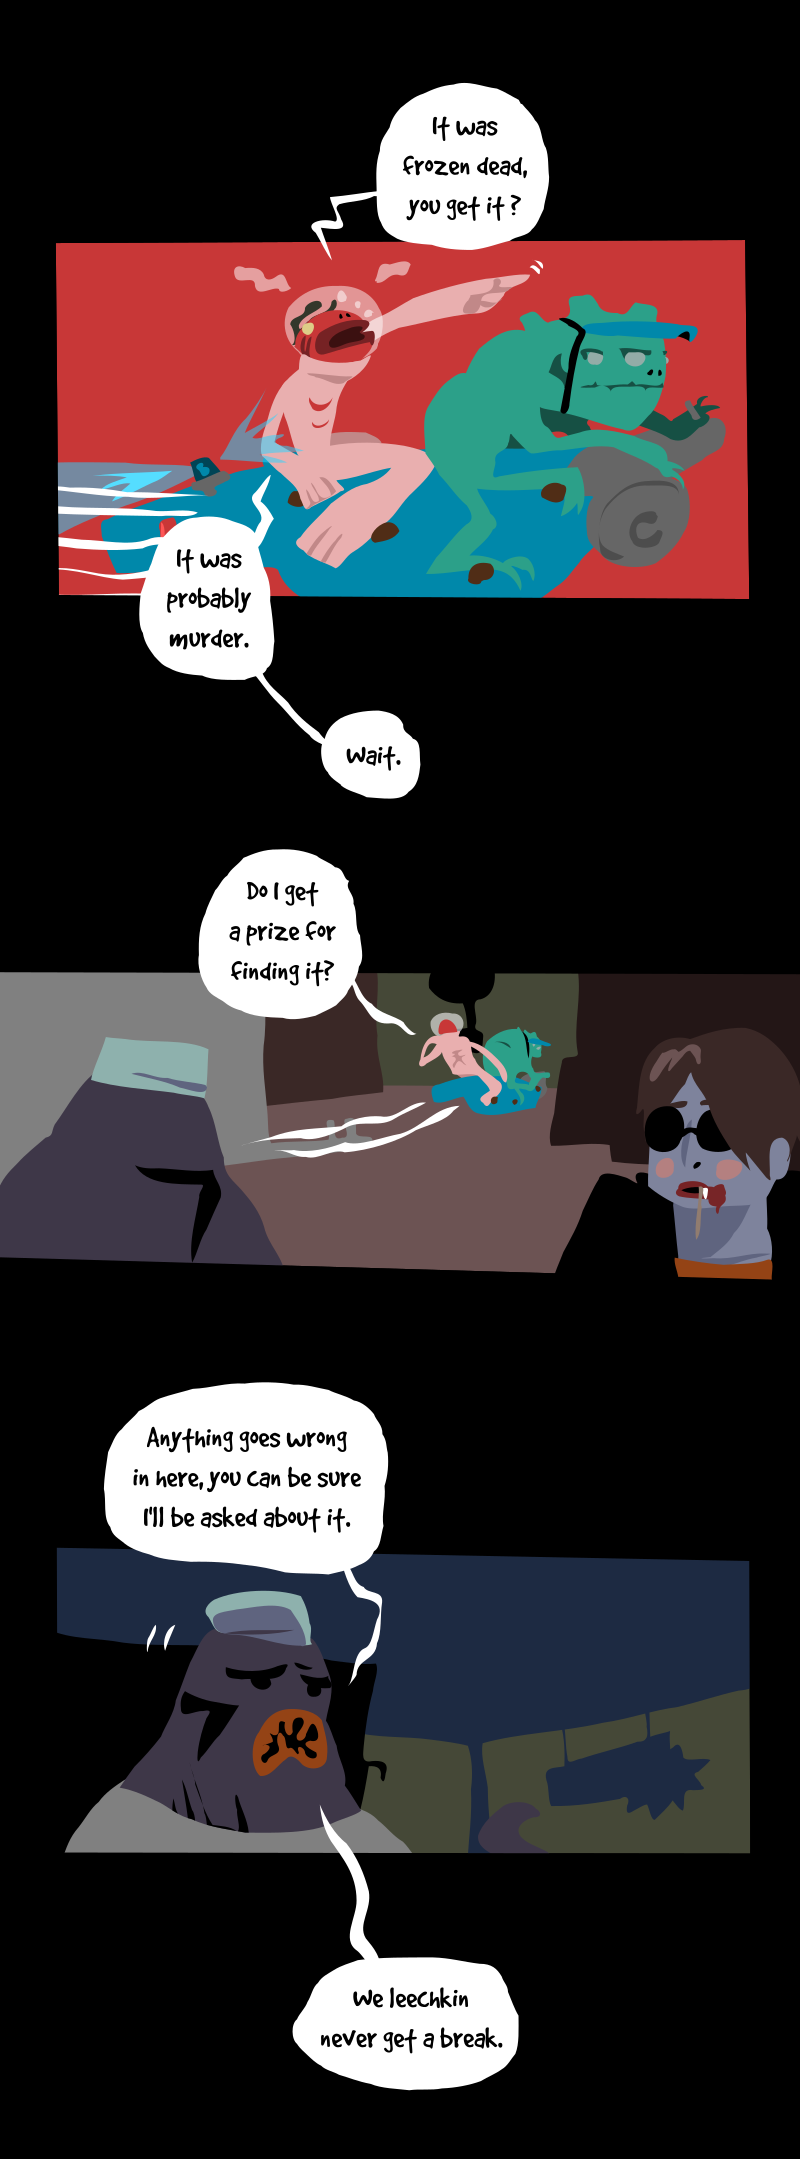 It was
frozen dead,
you get it?
It was
probably
murder.
Wait.
Do I get
a prize for
finding it?
Anything goes wrong
in here, you can be sure
I'll be asked about it.
We leechkin
never get a break.